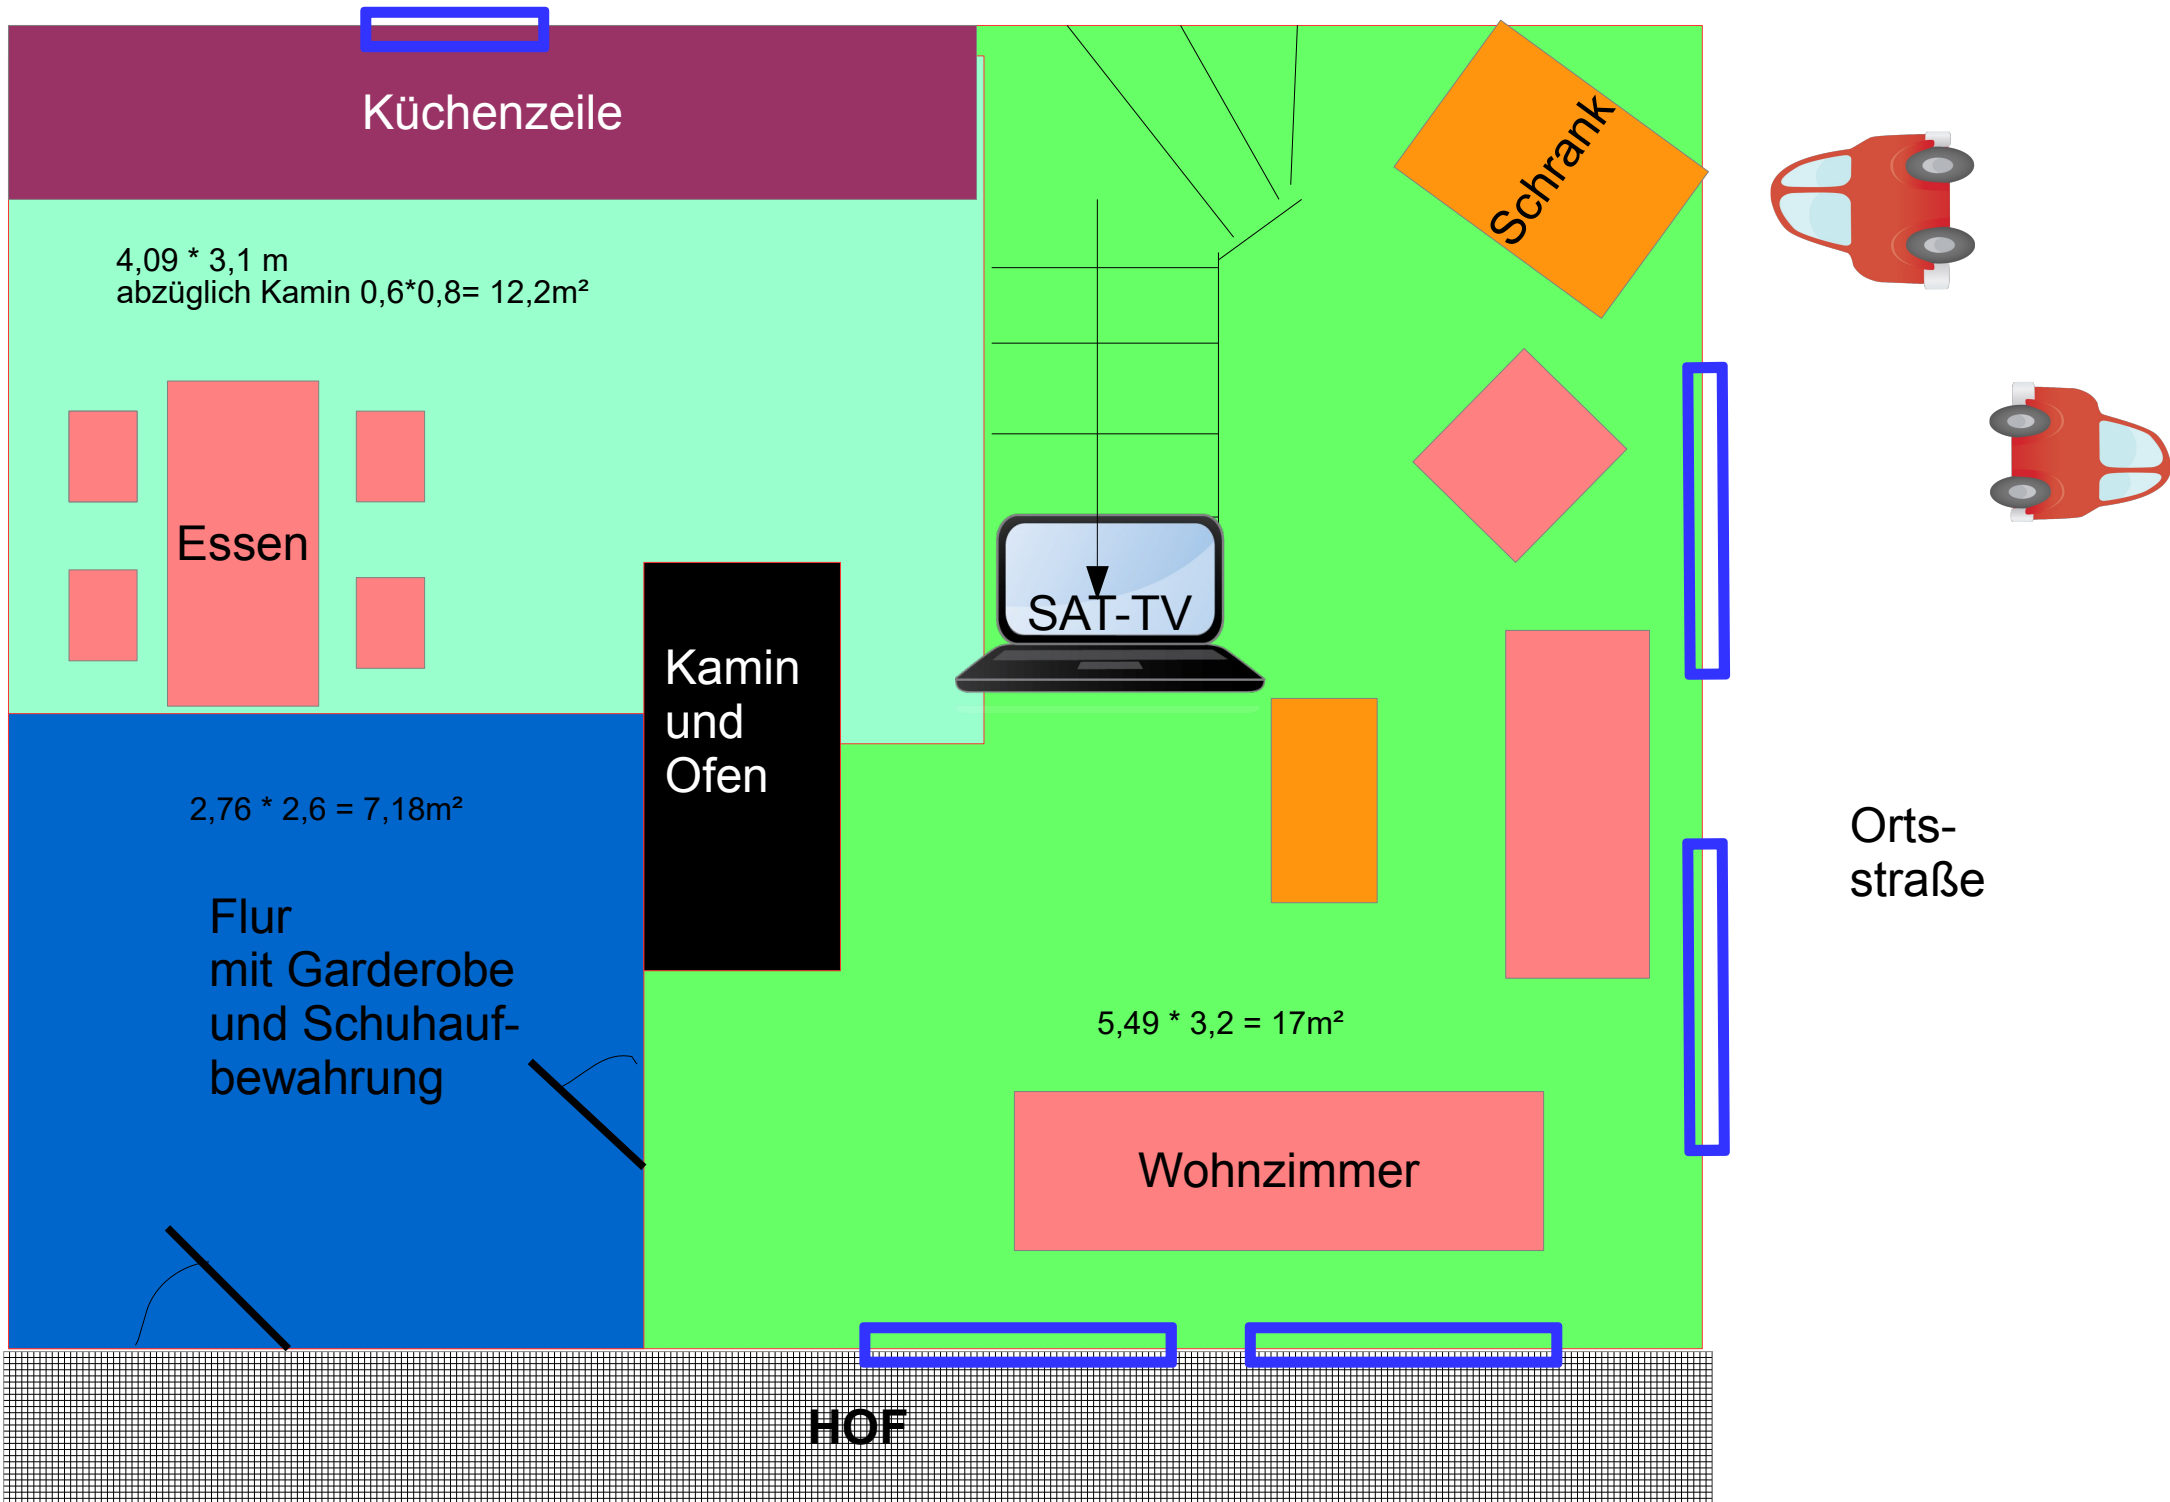 Küchenzeile
Schrank
4,09 * 3,1 m
abzüglich Kamin 0,6*0,8= 12,2m²
Essen
SAT-TV
Kamin
und
Ofen
2,76 * 2,6 = 7,18m²
Orts-
straße
Flur
mit Garderobe
und Schuhauf-
bewahrung
5,49 * 3,2 = 17m²
Wohnzimmer
HOF